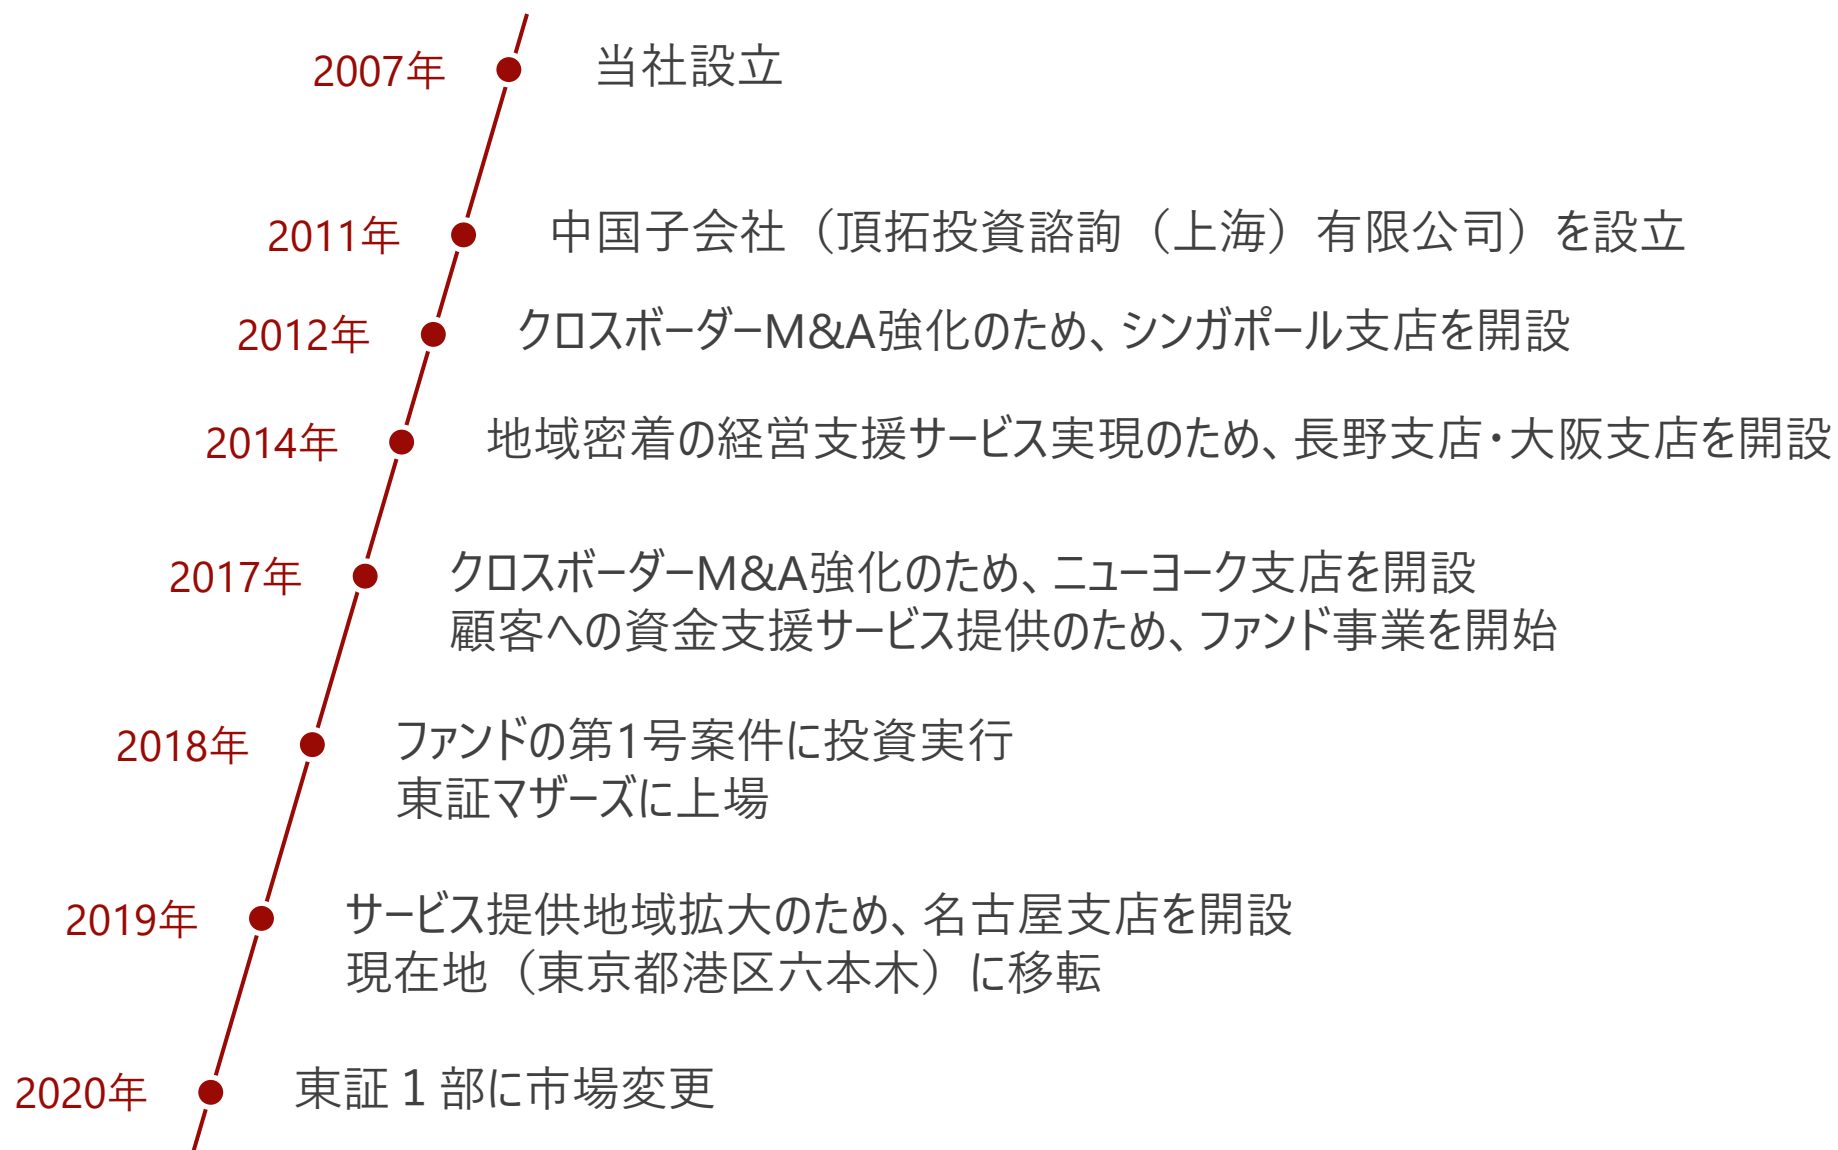 2007年 当社設立
2011年 中国子会社（頂拓投資諮詢（上海）有限公司）を設立
2012年 クロスボーダーM&A強化のため、シンガポール支店を開設
2014年 地域密着の経営支援サービス実現のため、長野支店・大阪支店を開設
2017年 クロスボーダーM&A強化のため、ニューヨーク支店を開設
顧客への資金支援サービス提供のため、ファンド事業を開始
2018年 ファンドの第1号案件に投資実行
東証マザーズに上場
2019年 サービス提供地域拡大のため、名古屋支店を開設
現在地（東京都港区六本木）に移転
2020年 東証１部に市場変更